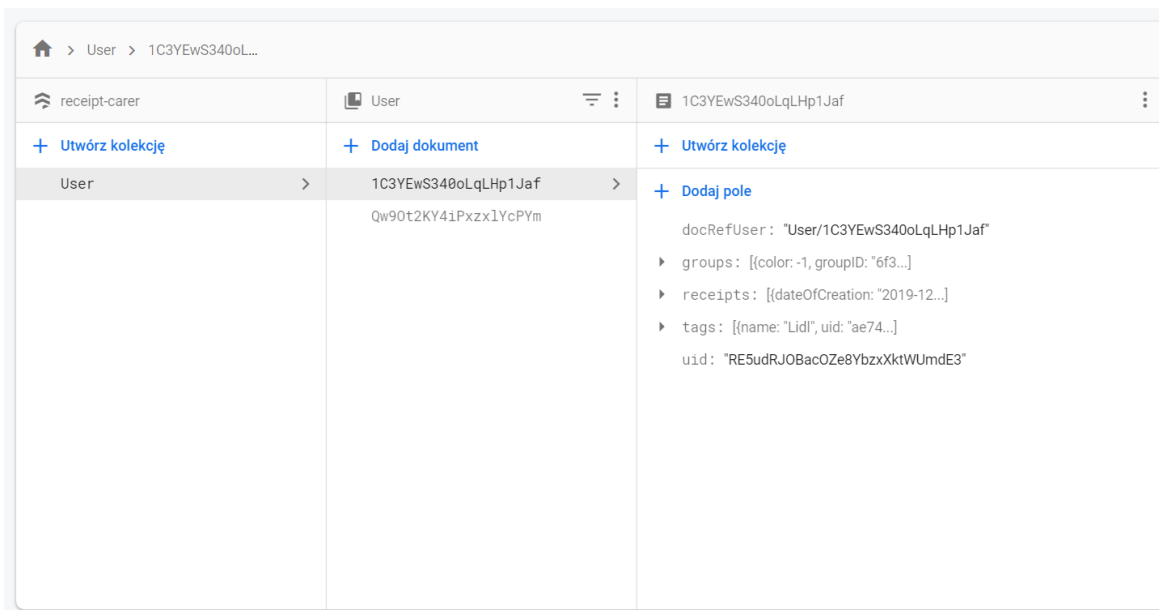 User > 1C3YEwS340oL...
receipt-carer
User
1C3YEwS340oLqLHp1Jaf
+ Utwórz kolekcję
+ Dodaj dokument
+ Utwórz kolekcję
User
1C3YEwS340oLqLHp1Jaf
Qw9Ot2KY4iPxzxlYcPYm
+ Dodaj pole
docRefUser: "User/1C3YEwS340oLqLHp1Jaf"
groups: [{color: -1, groupID: "6f3...]
receipts: [{dateOfCreation: "2019-12...]
tags: [{name: "Lidl", uid: "ae74...]
uid: "RE5udRJOBacOZe8YbzxXktWUmdE3"